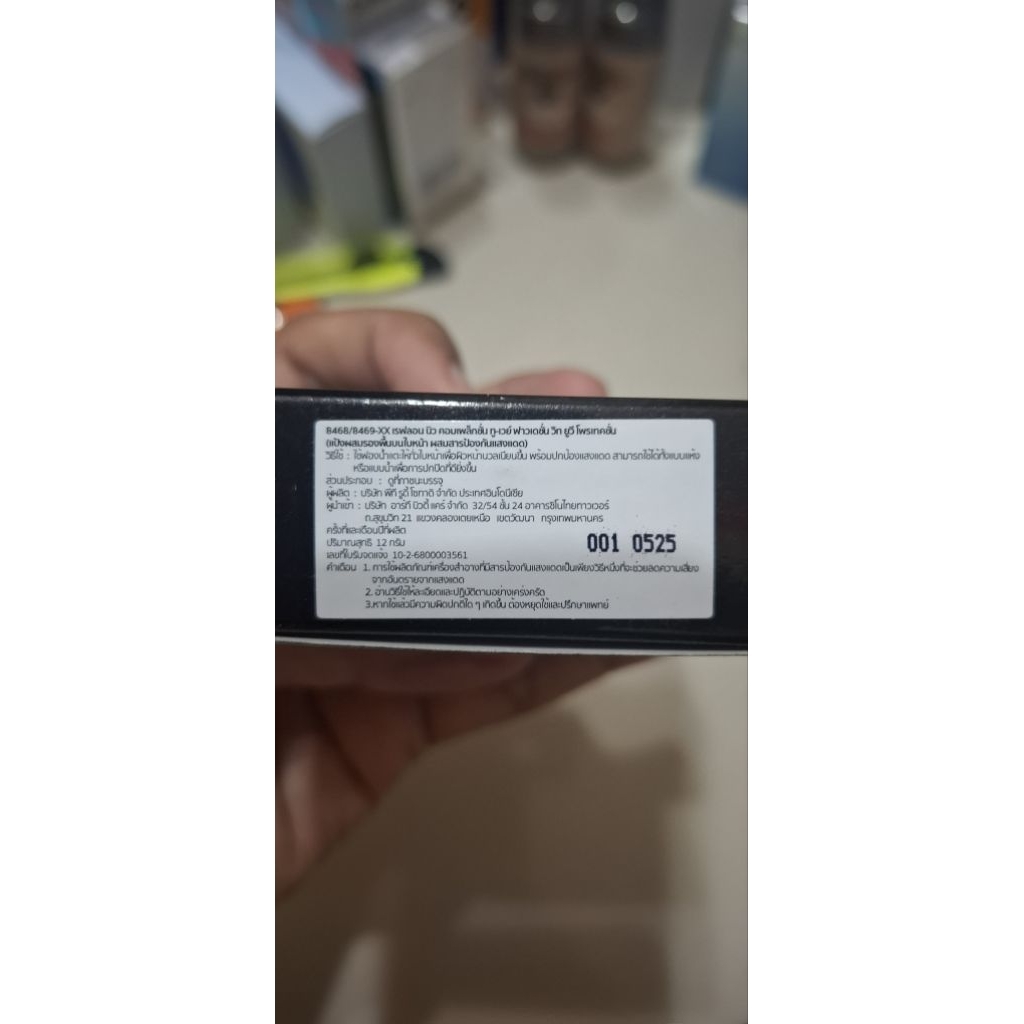 8468/8469-XX เรฟลอน นิว คอมเพล็กชั่น ทู-เวย์ ฟาวเดชั่น วิท ยูวี โพรเทคชั่น
(แป้งผสมรองพื้นบนใบหน้า ผสมสารป้องกันแสงแดด)
วิธีใช้ : ใช้ฟองน้ำแตะให้ทั่วใบหน้าเพื่อผิวหน้านวลเนียนขึ้น พร้อมปกป้องแสงแดด สามารถใช้ได้ทั้งแบบแห้ง
หรือแบบน้ำเพื่อการปกปิดที่ดียิ่งขึ้น
ส่วนประกอบ : ดูที่ภาชนะบรรจุ
ผู้ผลิต : บริษัท พีที รูดี้ โซทาดิ จำกัด ประเทศอินโดนีเซีย
ผู้นำเข้า : บริษัท อาร์ที บิวตี้ แคร์ จำกัด 32/54 ชั้น 24 อาคารซิโนไทยทาวเวอร์
ถ.สุขุมวิท 21 แขวงคลองเตยเหนือ เขตวัฒนา กรุงเทพมหานคร
ครั้งที่และเดือนปีที่ผลิต
ปริมาณสุทธิ 12 กรัม 001 0525
เลขที่ใบรับจดแจ้ง 10-2-6800003561
คำเตือน 1. การใช้ผลิตภัณฑ์เครื่องสำอางที่มีสารป้องกันแสงแดดเป็นเพียงวิธีหนึ่งที่จะช่วยลดความเสี่ยง
จากอันตรายจากแสงแดด
2. อ่านวิธีใช้ให้ละเอียดและปฏิบัติตามอย่างเคร่งครัด
3.หากใช้แล้วมีความผิดปกติใด ๆ เกิดขึ้น ต้องหยุดใช้และปรึกษาแพทย์